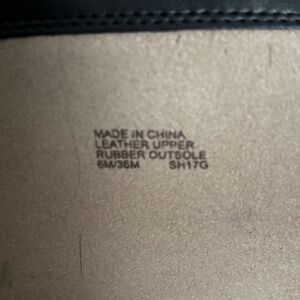 MADE IN CHINA
LEATHER UPPER
RUBBER OUTSOLE
6M/36M SH17G